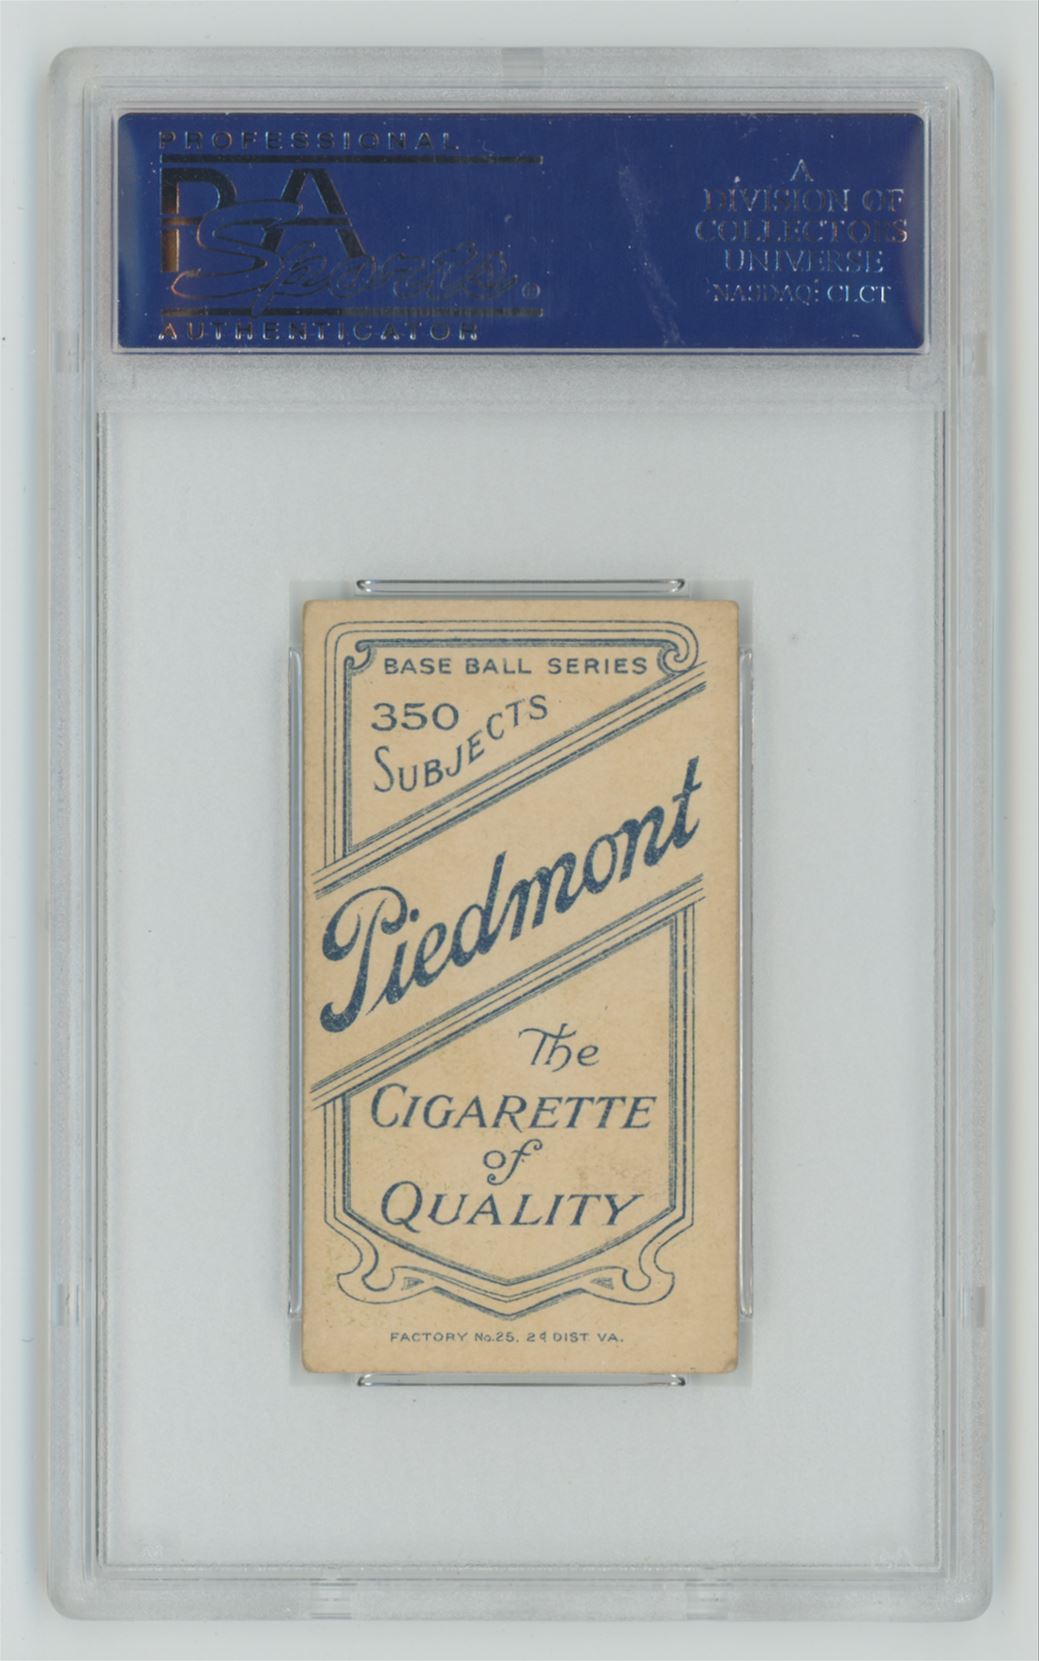 PROFESSIONAL
PSA
Sports®
AUTHENTICATOR
A
DIVISION OF
COLLECTORS
UNIVERSE
NASDAQ: CLCT
BASE BALL SERIES
350
SUBJECTS
Piedmont
The
CIGARETTE
of
QUALITY
FACTORY No.25, 2d DIST. VA.